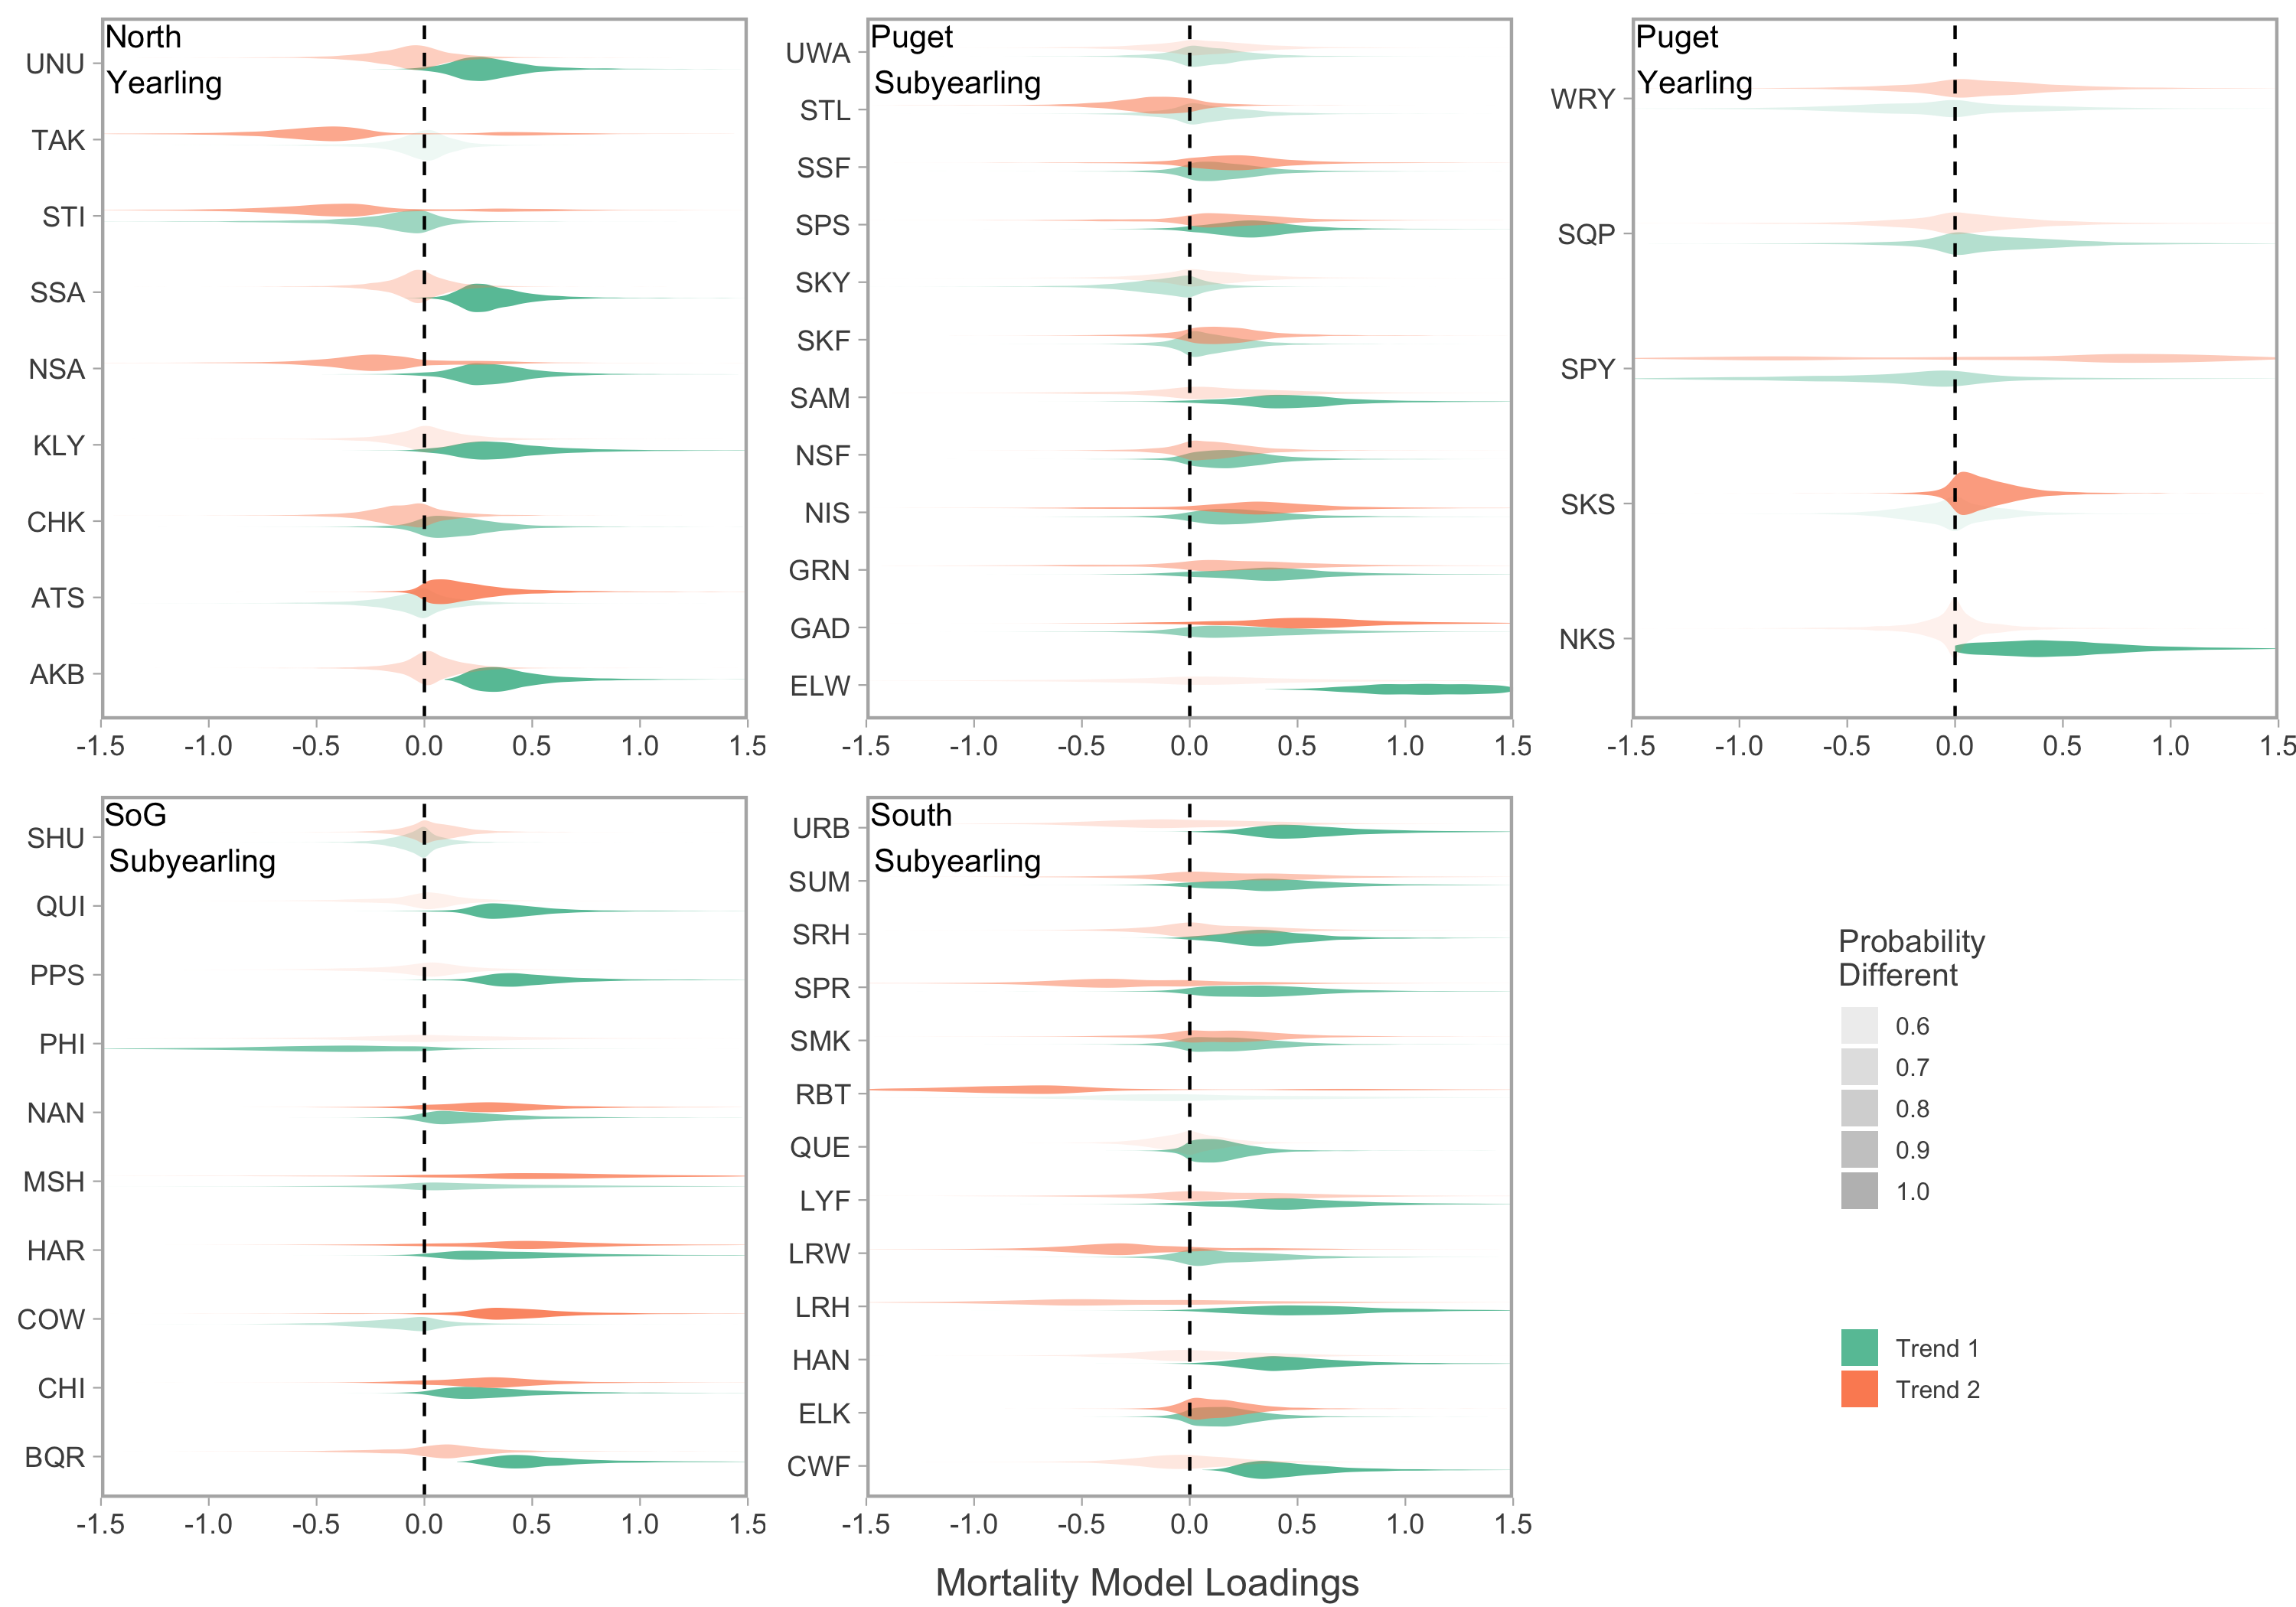 North
Yearling
UNU
TAK
STI
SSA
NSA
KLY
CHK
ATS
AKB
-1.5 -1.0 -0.5 0.0 0.5 1.0 1.5
Puget
Subyearling
UWA
STL
SSF
SPS
SKY
SKF
SAM
NSF
NIS
GRN
GAD
ELW
-1.5 -1.0 -0.5 0.0 0.5 1.0 1.5
Puget
Yearling
WRY
SQP
SPY
SKS
NKS
-1.5 -1.0 -0.5 0.0 0.5 1.0 1.5
SoG
Subyearling
SHU
QUI
PPS
PHI
NAN
MSH
HAR
COW
CHI
BQR
-1.5 -1.0 -0.5 0.0 0.5 1.0 1.5
South
Subyearling
URB
SUM
SRH
SPR
SMK
RBT
QUE
LYF
LRW
LRH
HAN
ELK
CWF
-1.5 -1.0 -0.5 0.0 0.5 1.0 1.5
Probability
Different
0.6
0.7
0.8
0.9
1.0
Trend 1
Trend 2
Mortality Model Loadings